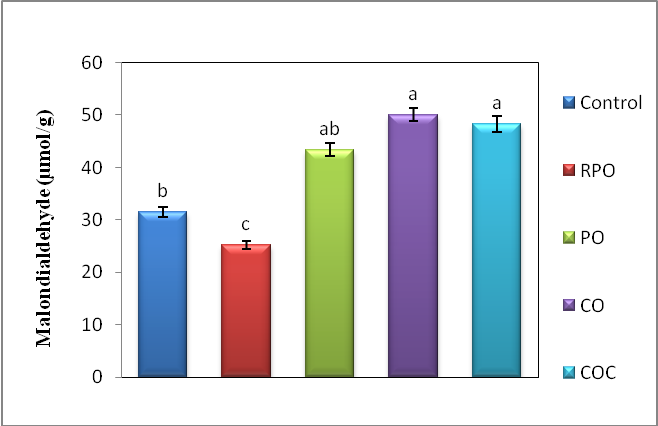 Malondialdehyde (µmol/g)
60
50
40
30
20
10
0
b
c
ab
a
a
Control
RPO
PO
CO
COC